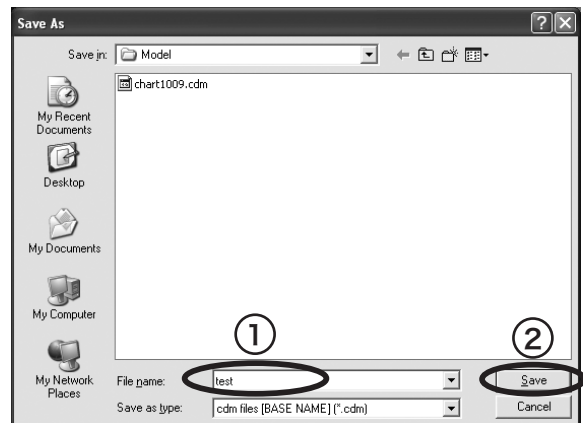 Save As
Save in: Model
chart1009.cdm
My Recent
Documents
Desktop
My Documents
My Computer
My Network
Places
① ②
File name: test Save
Save as type: cdm files [BASE NAME] (*.cdm) Cancel